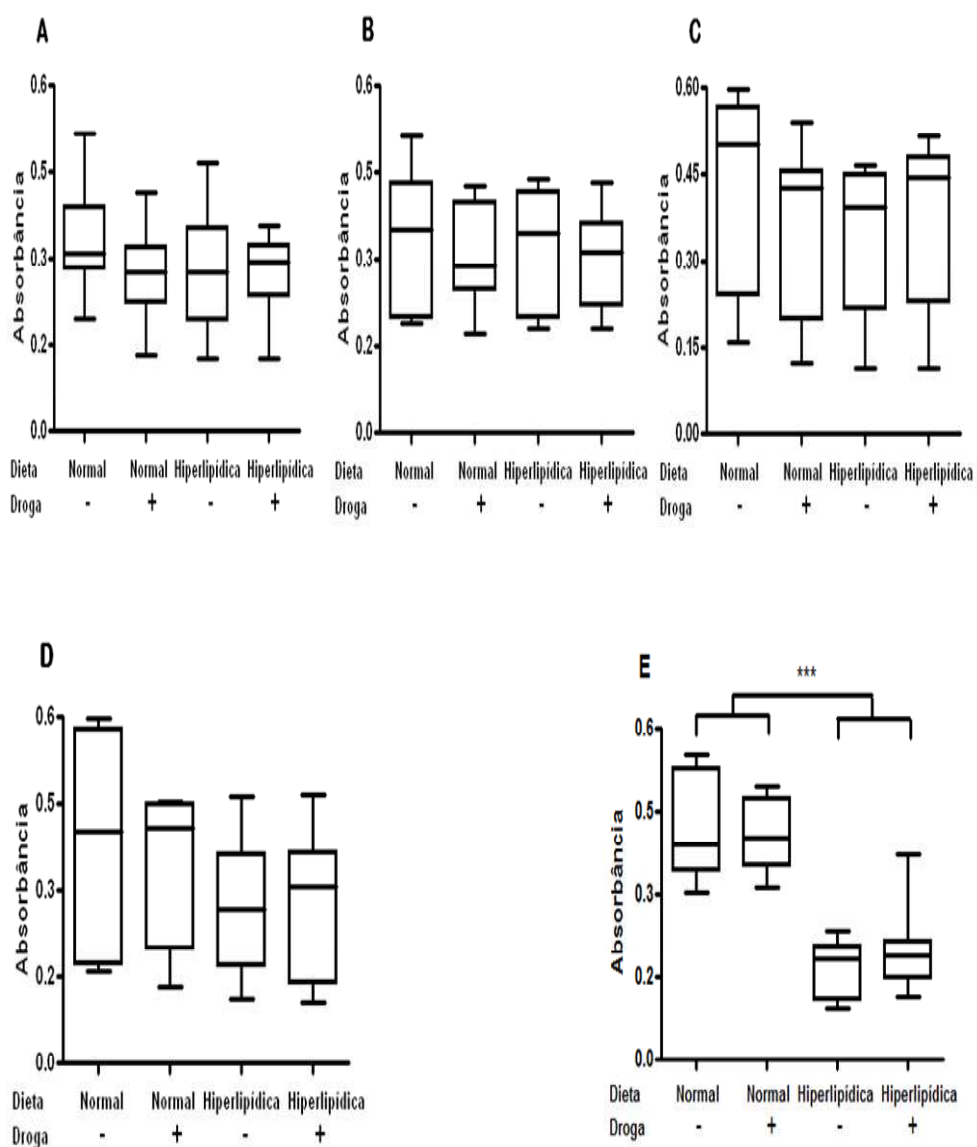 A
0.6
0.5
0.3
0.2
0.0
Absorbância
Dieta Normal Normal Hiperlipídica Hiperlipídica
Droga - + - +
B
0.6
0.5
0.3
0.2
0.0
Absorbância
Normal Normal Hiperlipídica Hiperlipídica
- + - +
C
0.60
0.45
0.30
0.15
0.00
Absorbância
Dieta Normal Normal Hiperlipídica Hiperlipídica
Droga - + - +
D
0.6
0.5
0.3
0.2
0.0
Absorbância
Dieta Normal Normal Hiperlipídica Hiperlipídica
Droga - + - +
E
***
0.6
0.5
0.3
0.2
0.0
Absorbância
Dieta Normal Normal Hiperlipídica Hiperlipídica
Droga - + - +